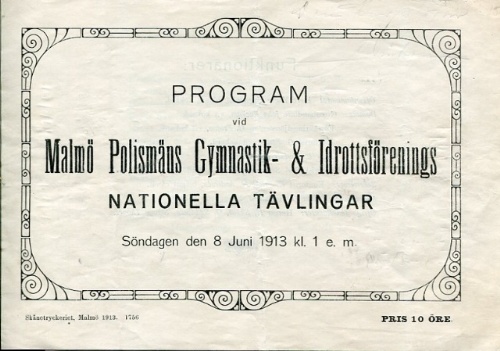 PROGRAM
vid
Malmö Polismäns Gymnastik- & Idrottsförenings
NATIONELLA TÄVLINGAR
Söndagen den 8 Juni 1913 kl. 1 e. m.
Skånetryckeriet, Malmö 1913. 1756
PRIS 10 ÖRE.